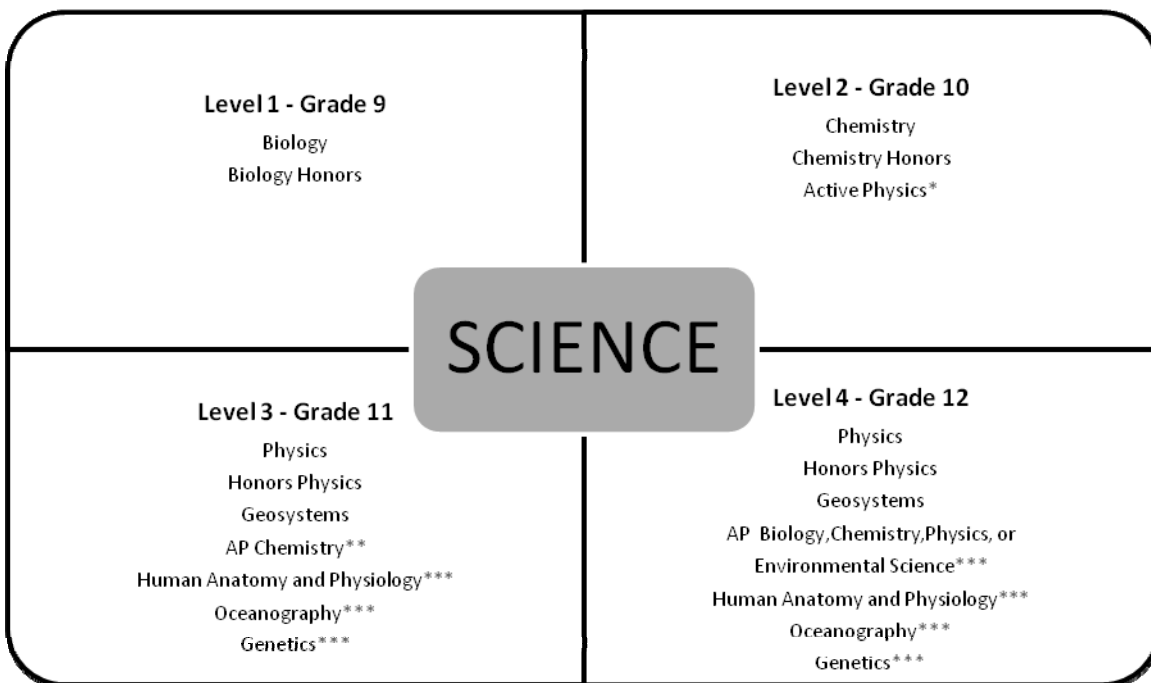 Level 1 - Grade 9
Biology
Biology Honors
Level 2 - Grade 10
Chemistry
Chemistry Honors
Active Physics*
SCIENCE
Level 3 - Grade 11
Physics
Honors Physics
Geosystems
AP Chemistry**
Human Anatomy and Physiology***
Oceanography***
Genetics***
Level 4 - Grade 12
Physics
Honors Physics
Geosystems
AP Biology,Chemistry,Physics, or
Environmental Science***
Human Anatomy and Physiology***
Oceanography***
Genetics***